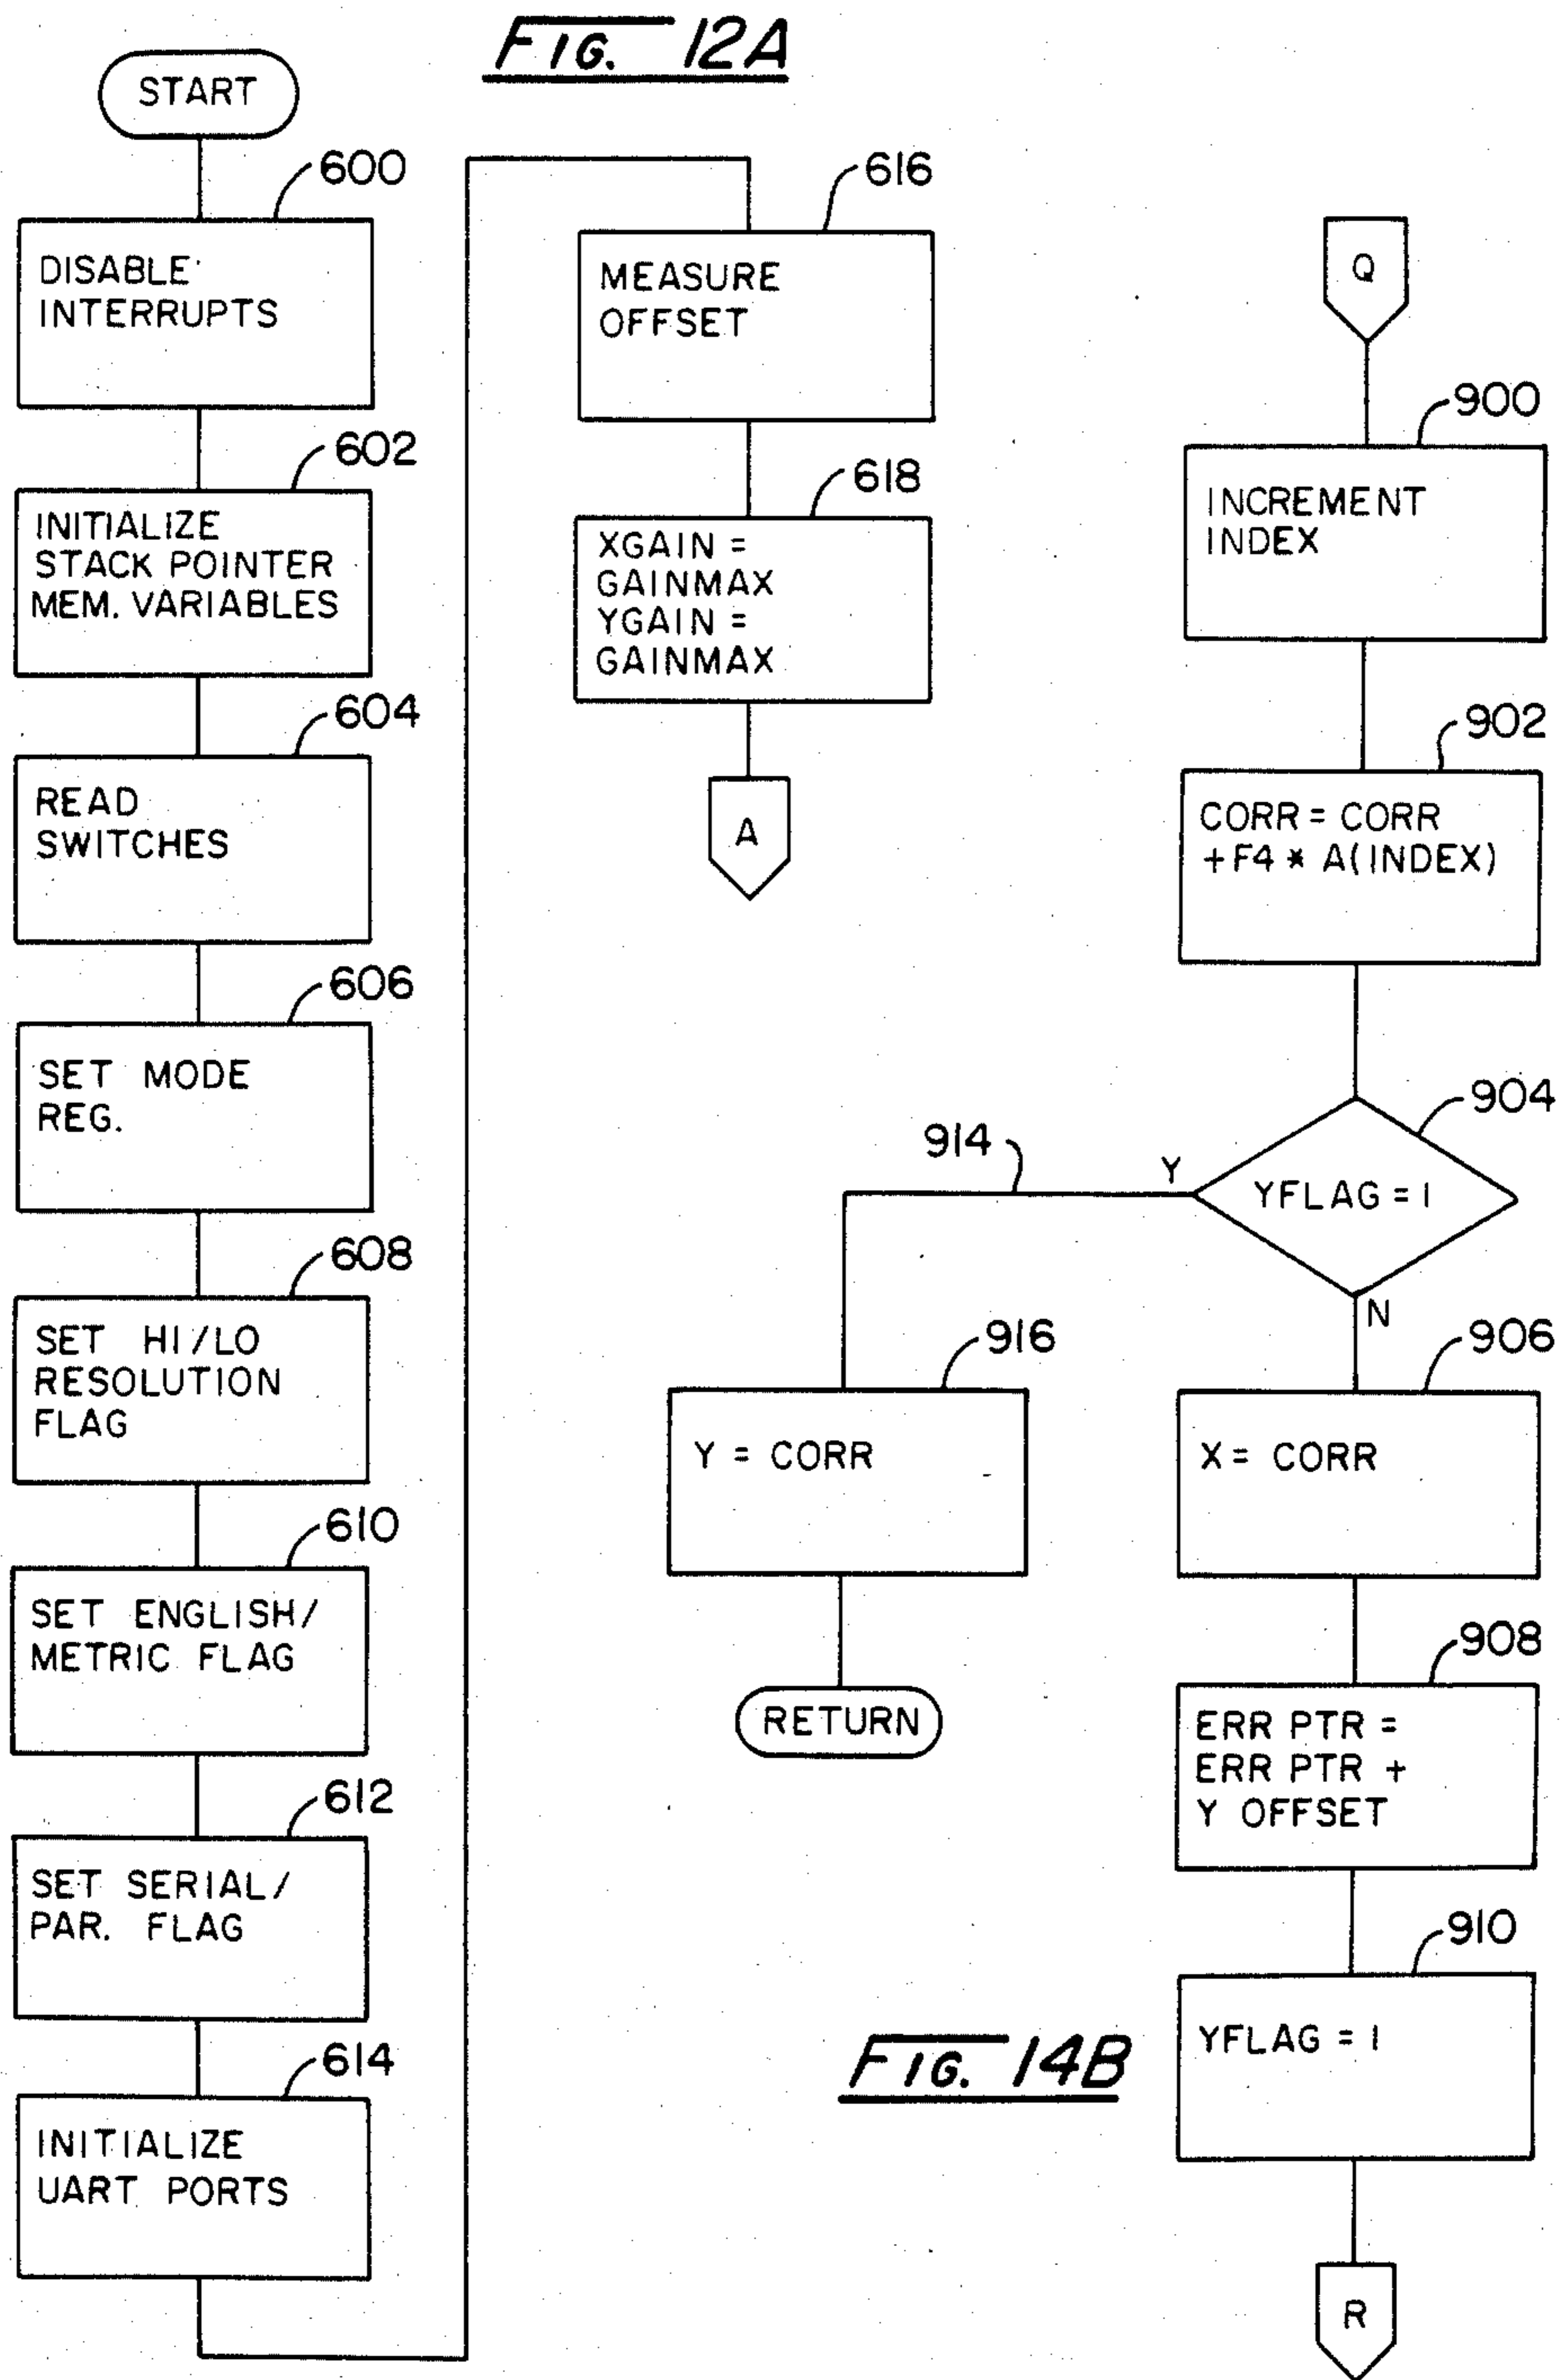 FIG. 12A
START
600
DISABLE
INTERRUPTS
602
INITIALIZE
STACK POINTER
MEM. VARIABLES
604
READ
SWITCHES
606
SET MODE
REG.
608
SET HI/LO
RESOLUTION
FLAG
610
SET ENGLISH/
METRIC FLAG
612
SET SERIAL/
PAR. FLAG
614
INITIALIZE
UART PORTS
616
MEASURE
OFFSET
618
XGAIN =
GAINMAX
YGAIN =
GAINMAX
A
Q
900
INCREMENT
INDEX
902
CORR = CORR
+F4 * A(INDEX)
904
YFLAG = 1
Y
914
N
916
Y = CORR
RETURN
906
X = CORR
908
ERR PTR =
ERR PTR +
Y OFFSET
910
YFLAG = 1
R
FIG. 14B